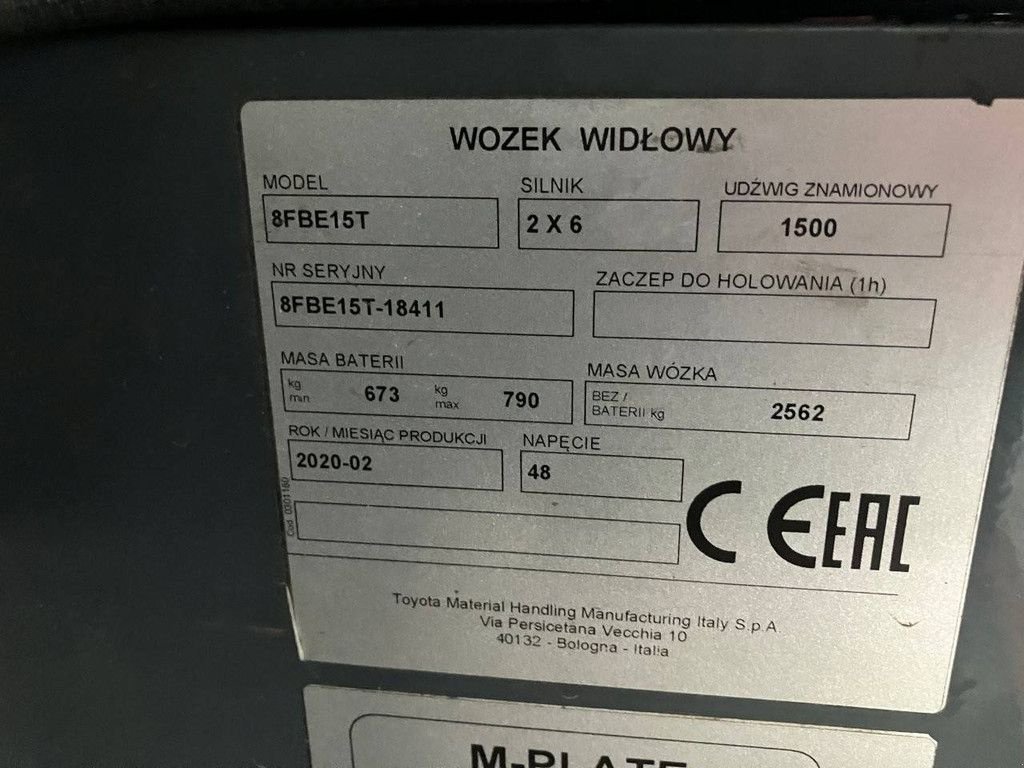 WOZEK WIDŁOWY
MODEL SILNIK UDŹWIG ZNAMIONOWY
8FBE15T 2 X 6 1500
NR SERYJNY ZACZEP DO HOLOWANIA (1h)
8FBE15T-18411
MASA BATERII MASA WÓZKA
kg min 673 kg max 790 BEZ / BATERII kg 2562
ROK / MIESIĄC PRODUKCJI NAPĘCIE
2020-02 48
Cod. 0301180
CE EAC
Toyota Material Handling Manufacturing Italy S.p.A.
Via Persicetana Vecchia 10
40132 - Bologna - Italia
M-PLATE